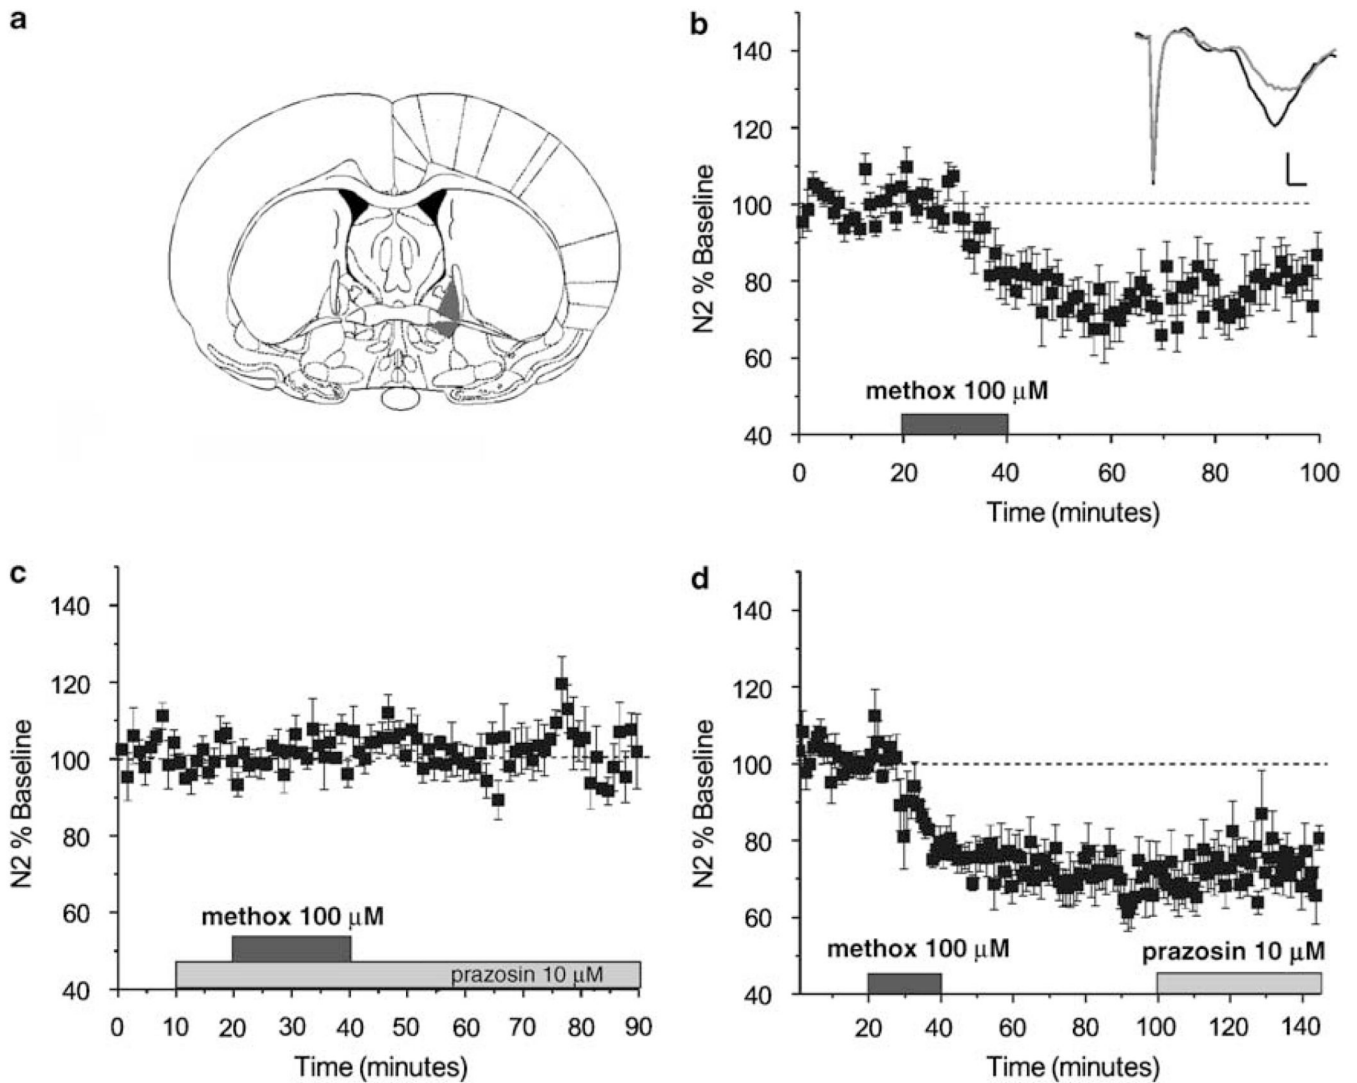 a
b
140
120
100
80
60
40
N2 % Baseline
methox 100 μM
0 20 40 60 80 100
Time (minutes)
c
140
120
100
80
60
40
N2 % Baseline
methox 100 μM
prazosin 10 μM
0 10 20 30 40 50 60 70 80 90
Time (minutes)
d
140
120
100
80
60
40
N2 % Baseline
methox 100 μM
prazosin 10 μM
20 40 60 80 100 120 140
Time (minutes)